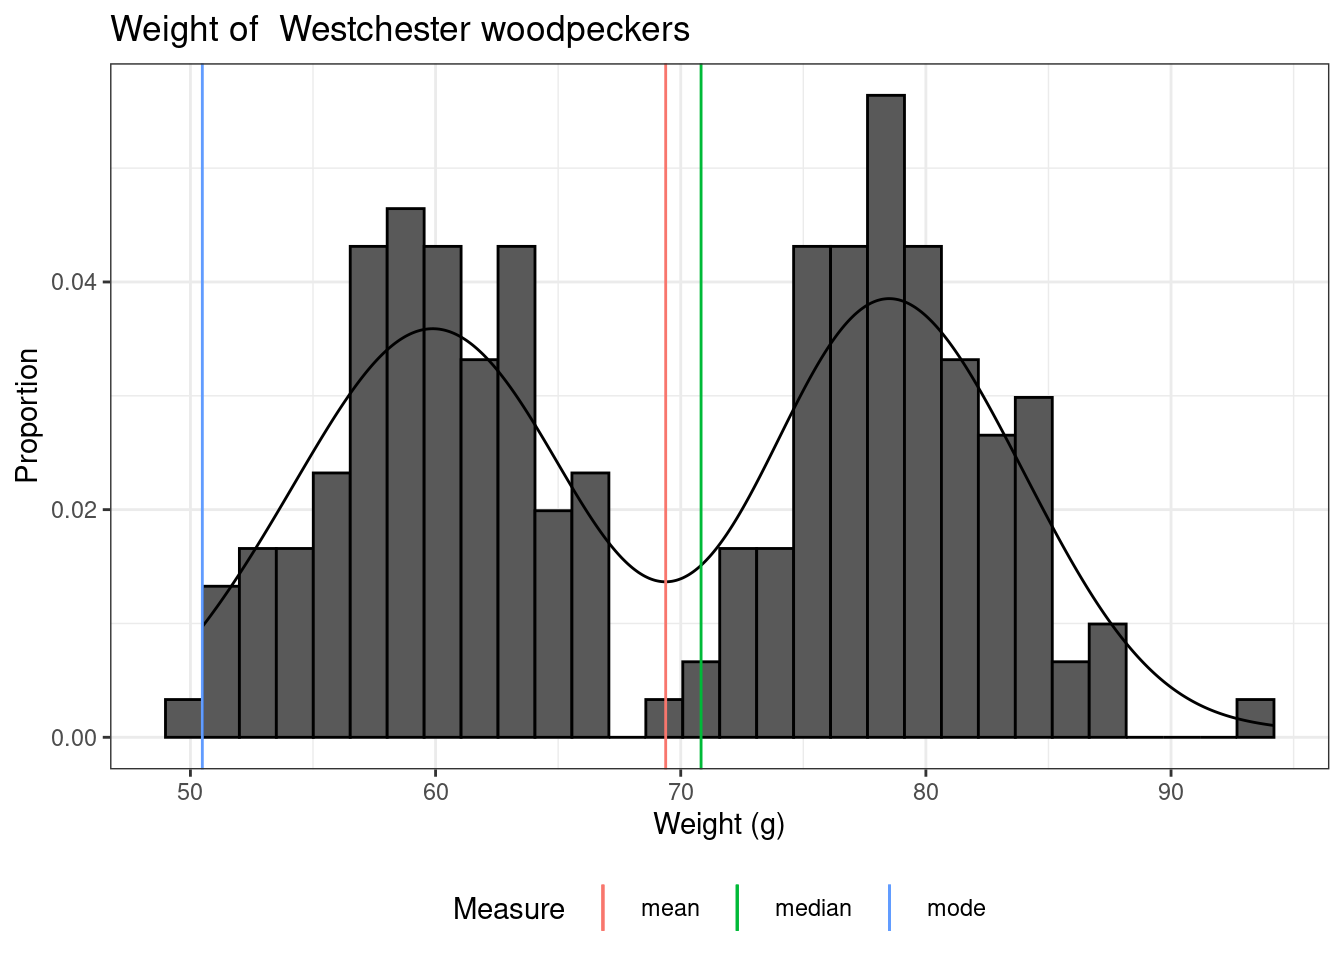 Weight of  Westchester woodpeckers
Proportion
0.04
0.02
0.00
50 60 70 80 90
Weight (g)
Measure mean median mode